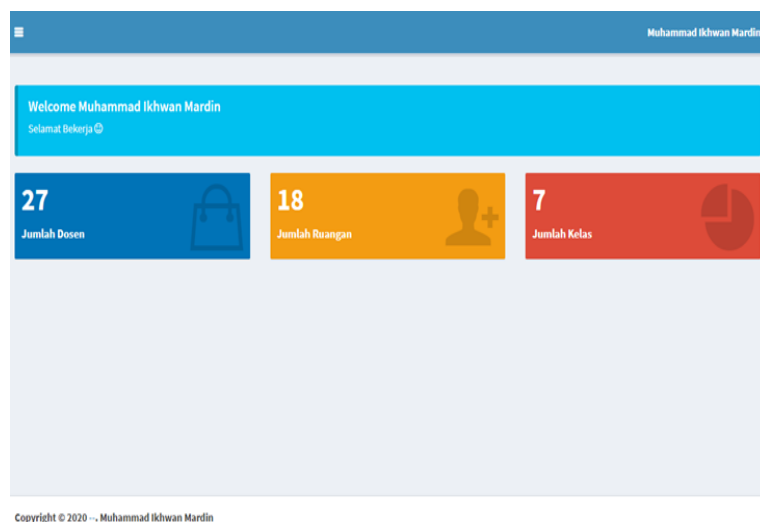 Muhammad Ikhwan Mardin
Welcome Muhammad Ikhwan Mardin
Selamat Bekerja 😊
27
Jumlah Dosen
18
Jumlah Ruangan
7
Jumlah Kelas
Copyright © 2020 --. Muhammad Ikhwan Mardin